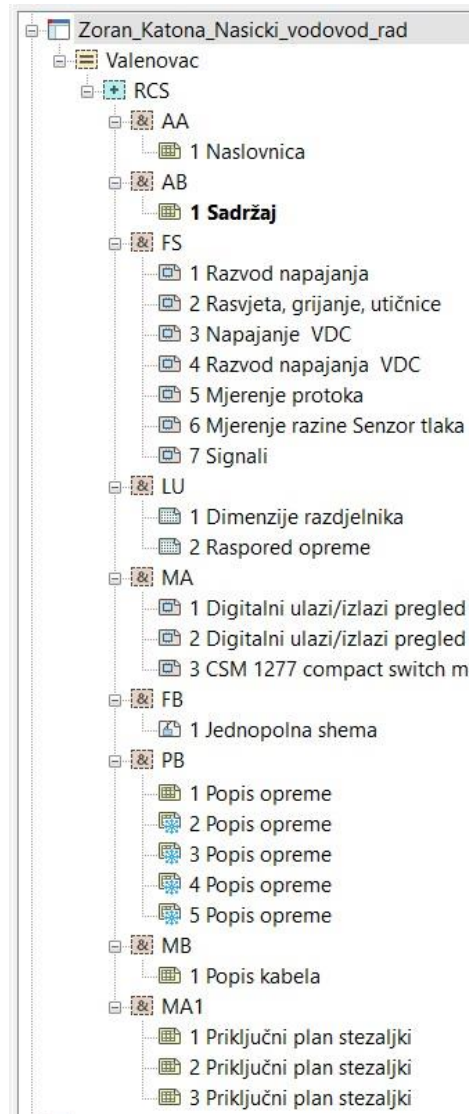 Zoran_Katona_Nasicki_vodovod_rad
Valenovac
RCS
AA
1 Naslovnica
AB
1 Sadržaj
FS
1 Razvod napajanja
2 Rasvjeta, grijanje, utičnice
3 Napajanje VDC
4 Razvod napajanja VDC
5 Mjerenje protoka
6 Mjerenje razine Senzor tlaka
7 Signali
LU
1 Dimenzije razdjelnika
2 Raspored opreme
MA
1 Digitalni ulazi/izlazi pregled
2 Digitalni ulazi/izlazi pregled
3 CSM 1277 compact switch m
FB
1 Jednopolna shema
PB
1 Popis opreme
2 Popis opreme
3 Popis opreme
4 Popis opreme
5 Popis opreme
MB
1 Popis kabela
MA1
1 Priključni plan stezaljki
2 Priključni plan stezaljki
3 Priključni plan stezaljki